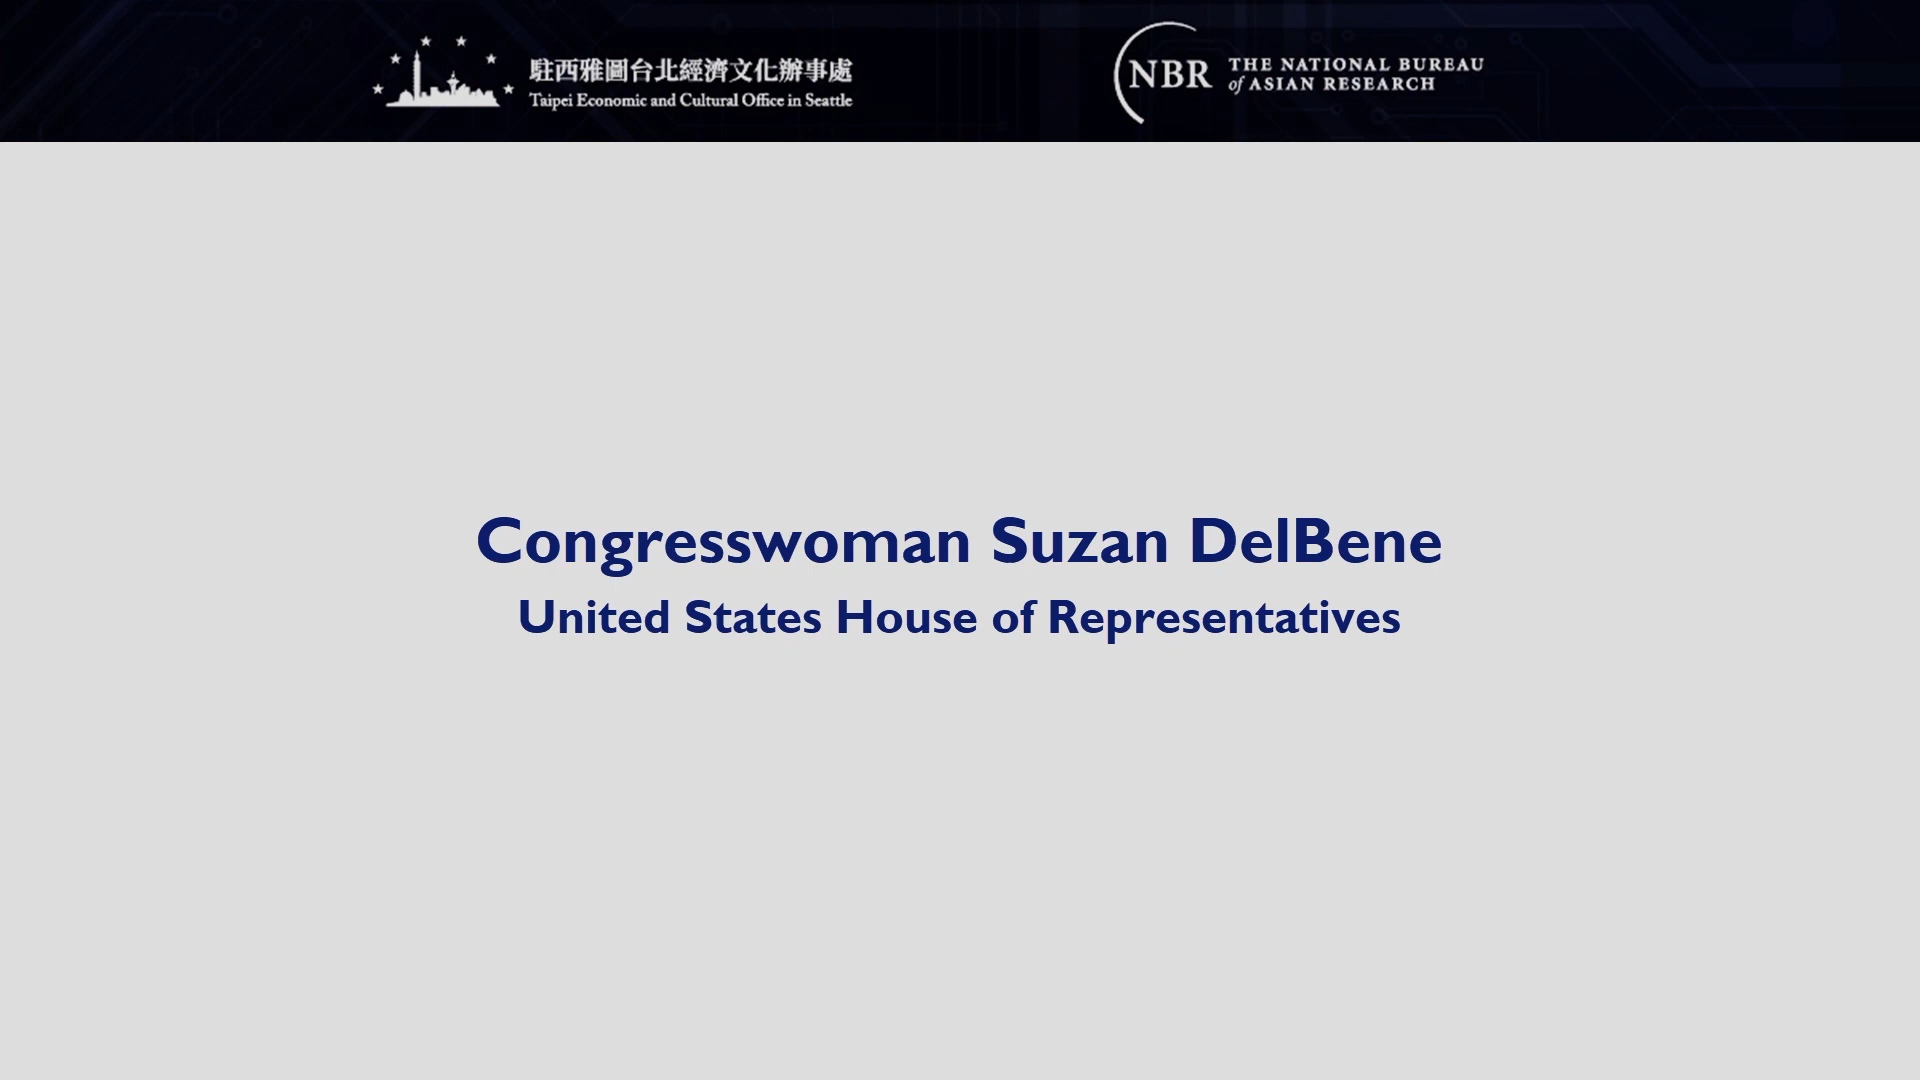 駐西雅圖台北經濟文化辦事處
Taipei Economic and Cultural Office in Seattle
NBR
THE NATIONAL BUREAU
of ASIAN RESEARCH
Congresswoman Suzan DelBene
United States House of Representatives